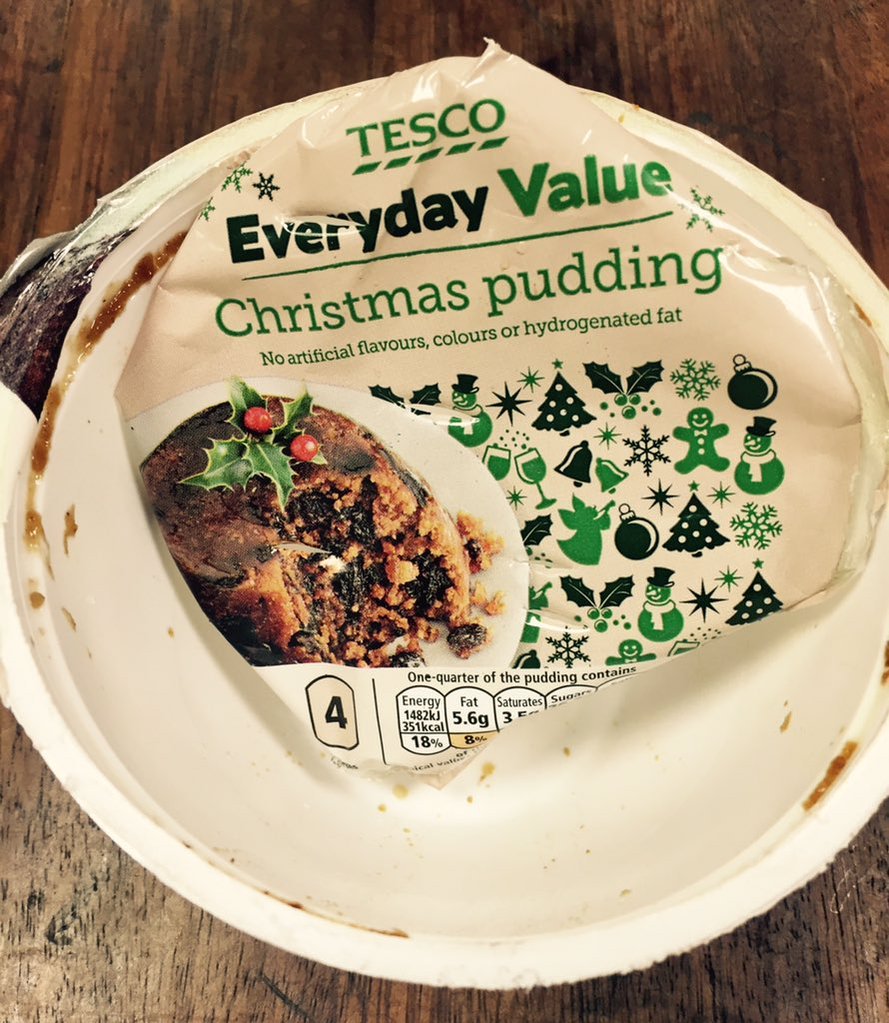 TESCO
Everyday Value
Christmas pudding
No artificial flavours, colours or hydrogenated fat
4
One-quarter of the pudding contains
Energy Fat Saturates Sugars
1482kJ
351kcal 5.6g
18% 8%